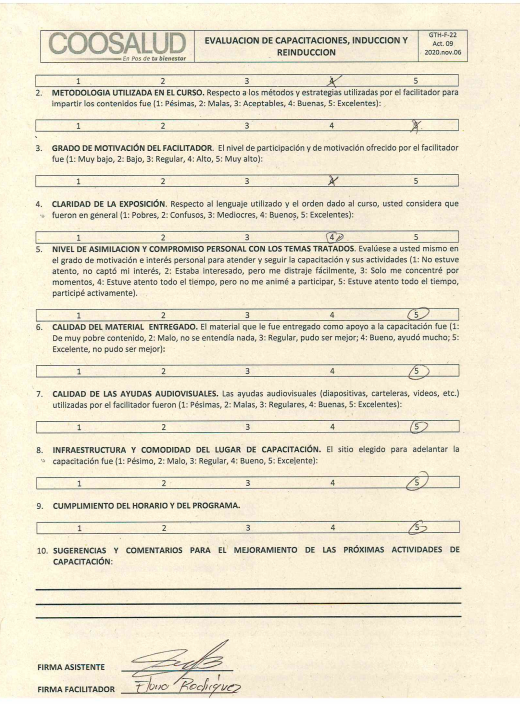 COOSALUD
En Pos de tu bienestar
EVALUACION DE CAPACITACIONES, INDUCCION Y
REINDUCCION
GTH-F-22
Act. 09
2020.nov.06
1 2 3 4 5
2. METODOLOGIA UTILIZADA EN EL CURSO. Respecto a los métodos y estrategias utilizadas por el facilitador para
impartir los contenidos fue (1: Pésimas, 2: Malas, 3: Aceptables, 4: Buenas, 5: Excelentes):
1 2 3 4 5
3. GRADO DE MOTIVACIÓN DEL FACILITADOR. El nivel de participación y de motivación ofrecido por el facilitador
fue (1: Muy bajo, 2: Bajo, 3: Regular, 4: Alto, 5: Muy alto):
1 2 3 4 5
4. CLARIDAD DE LA EXPOSICIÓN. Respecto al lenguaje utilizado y el orden dado al curso, usted considera que
fueron en general (1: Pobres, 2: Confusos, 3: Mediocres, 4: Buenos, 5: Excelentes):
1 2 3 4 5
5. NIVEL DE ASIMILACION Y COMPROMISO PERSONAL CON LOS TEMAS TRATADOS. Evalúese a usted mismo en
el grado de motivación e interés personal para atender y seguir la capacitación y sus actividades (1: No estuve
atento, no captó mi interés, 2: Estaba interesado, pero me distraje fácilmente, 3: Solo me concentré por
momentos, 4: Estuve atento todo el tiempo, pero no me animé a participar, 5: Estuve atento todo el tiempo,
participé activamente).
1 2 3 4 5
6. CALIDAD DEL MATERIAL ENTREGADO. El material que le fue entregado como apoyo a la capacitación fue (1:
De muy pobre contenido, 2: Malo, no se entendía nada, 3: Regular, pudo ser mejor; 4: Bueno, ayudó mucho; 5:
Excelente, no pudo ser mejor):
1 2 3 4 5
7. CALIDAD DE LAS AYUDAS AUDIOVISUALES. Las ayudas audiovisuales (diapositivas, carteleras, videos, etc.)
utilizadas por el facilitador fueron (1: Pésimas, 2: Malas, 3: Regulares, 4: Buenas, 5: Excelentes):
1 2 3 4 5
8. INFRAESTRUCTURA Y COMODIDAD DEL LUGAR DE CAPACITACIÓN. El sitio elegido para adelantar la
capacitación fue (1: Pésimo, 2: Malo, 3: Regular, 4: Bueno, 5: Excelente):
1 2 3 4 5
9. CUMPLIMIENTO DEL HORARIO Y DEL PROGRAMA.
1 2 3 4 5
10. SUGERENCIAS Y COMENTARIOS PARA EL MEJORAMIENTO DE LAS PRÓXIMAS ACTIVIDADES DE
CAPACITACIÓN:
FIRMA ASISTENTE
FIRMA FACILITADOR Rodriguez